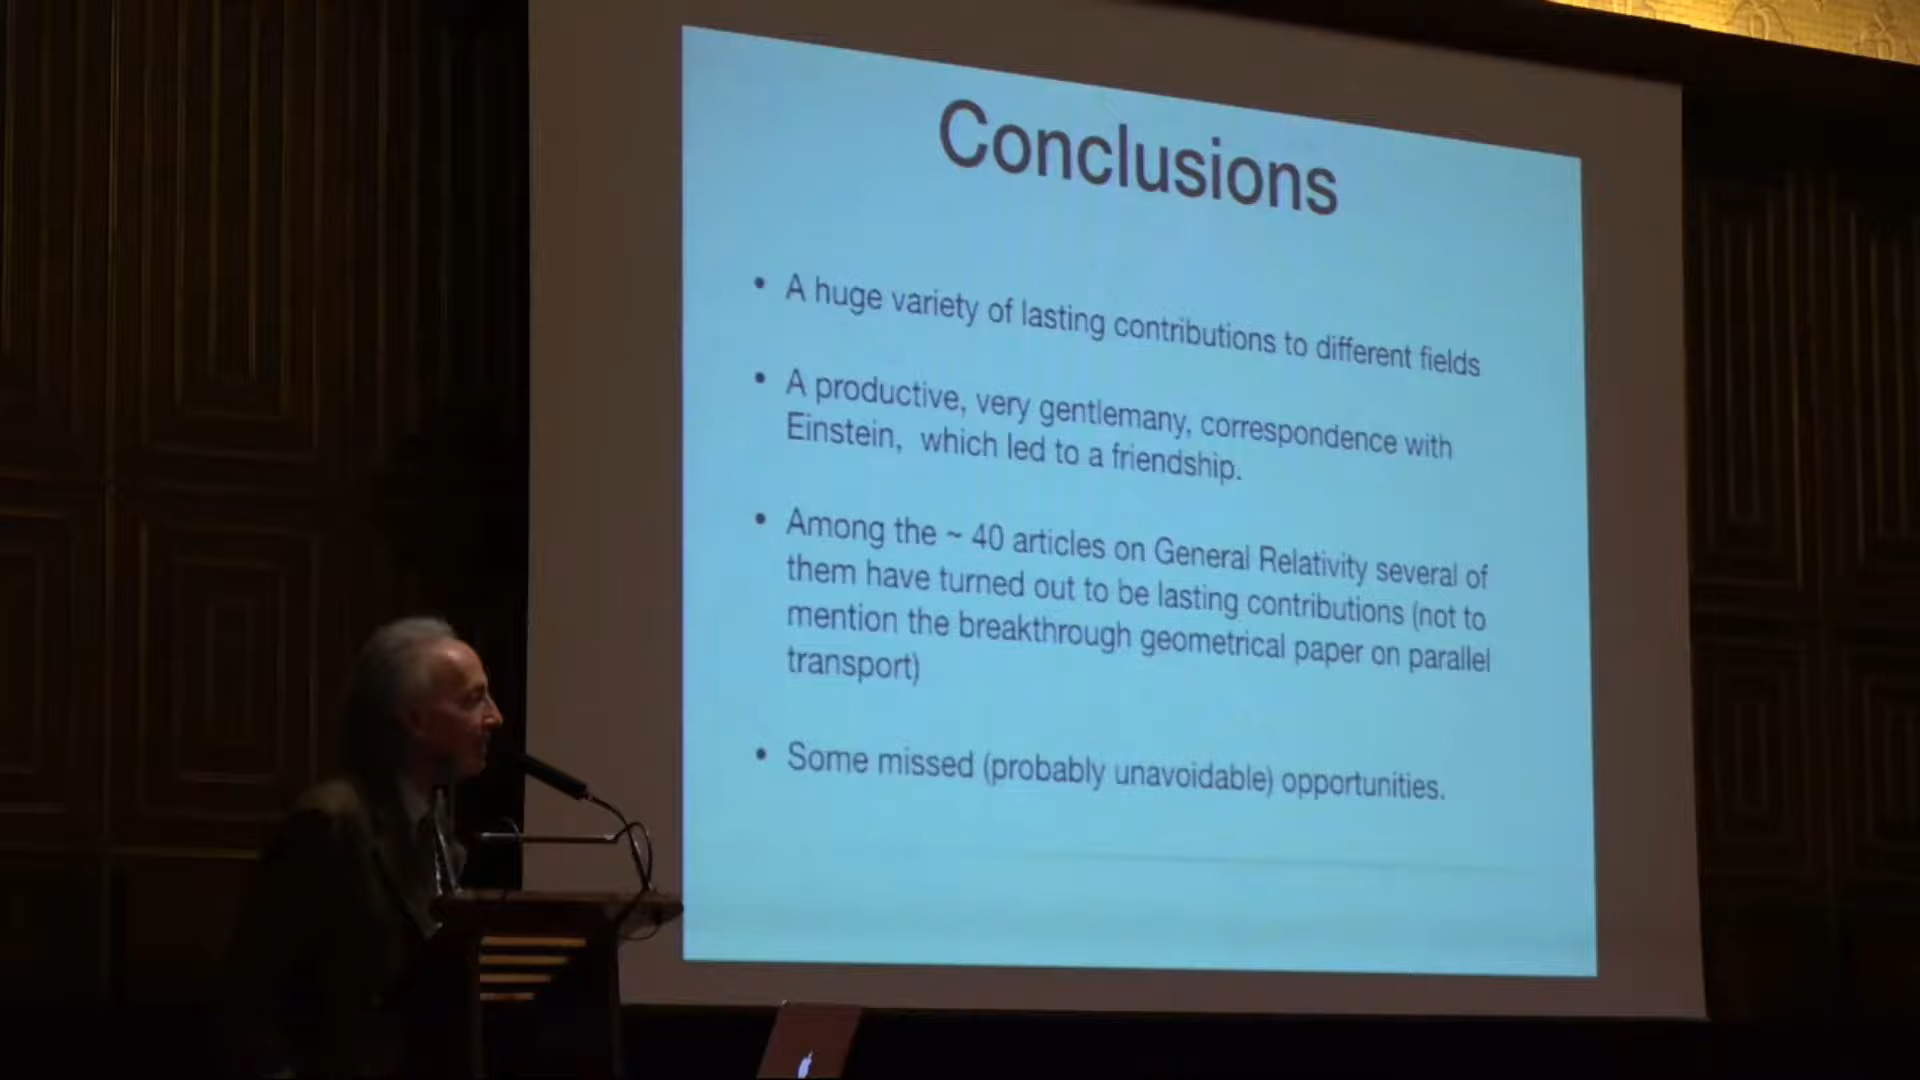 Conclusions
• A huge variety of lasting contributions to different fields
• A productive, very gentlemany, correspondence with
Einstein, which led to a friendship.
• Among the ~ 40 articles on General Relativity several of
them have turned out to be lasting contributions (not to
mention the breakthrough geometrical paper on parallel
transport)
• Some missed (probably unavoidable) opportunities.